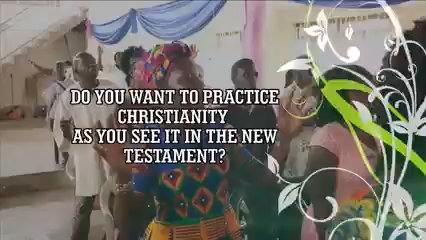 DO YOU WANT TO PRACTICE
CHRISTIANITY
AS YOU SEE IT IN THE NEW
TESTAMENT?